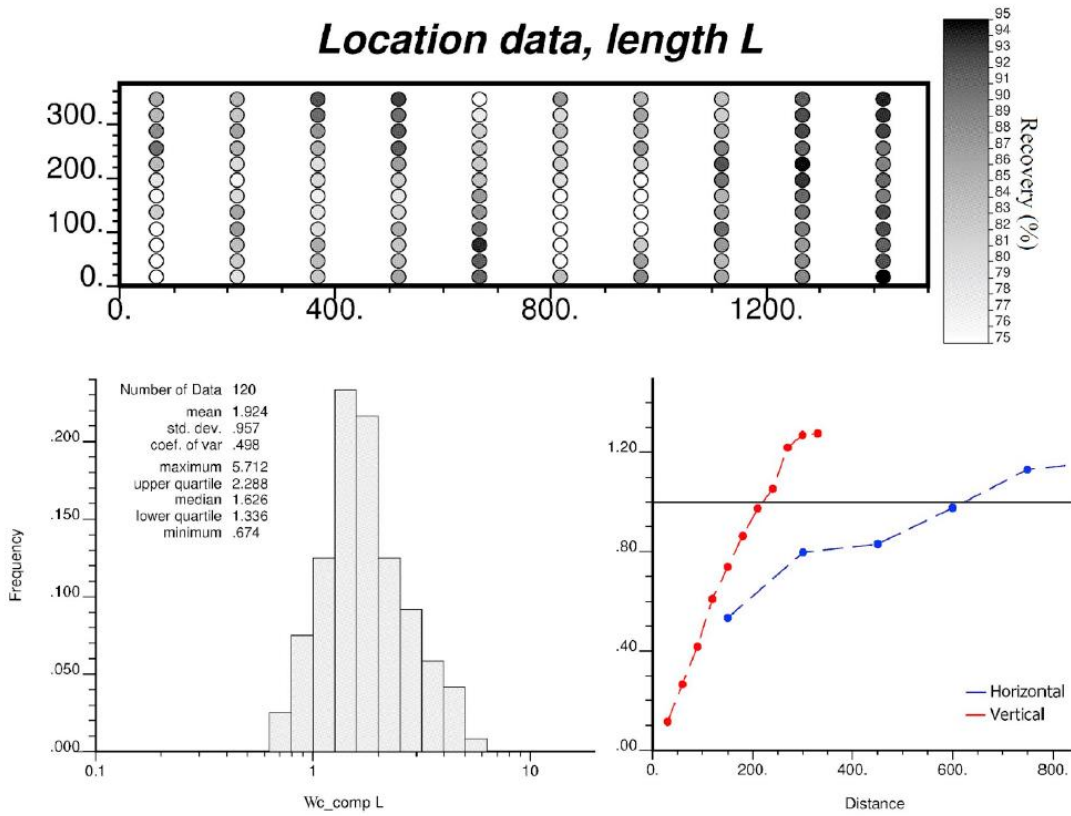 Location data, length L
300.
200.
100.
0.
0.
400.
800.
1200.
95
94
93
92
91
90
89
88
87
86
85
84
83
82
81
80
79
78
77
76
75
Recovery (%)
Number of Data 120
mean 1.924
std. dev. .957
coef. of var .498
maximum 5.712
upper quartile 2.288
median 1.626
lower quartile 1.336
minimum .674
Frequency
.200
.150
.100
.050
.000
0.1
1
10
Wc_comp L
1.20
.80
.40
.00
0.
200.
400.
600.
800.
Distance
Horizontal
Vertical